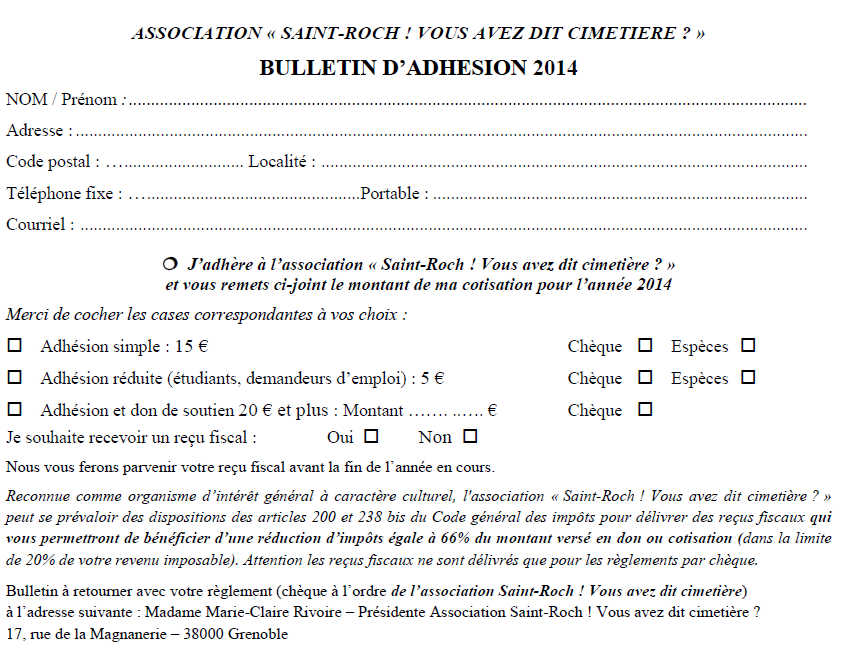 ASSOCIATION « SAINT-ROCH ! VOUS AVEZ DIT CIMETIERE ? »
BULLETIN D’ADHESION 2014
NOM / Prénom :..................................................................................................................................................
Adresse :.............................................................................................................................................................
Code postal : …......................... Localité : ........................................................................................................
Téléphone fixe : …..............................................Portable : ................................................................................
Courriel : ............................................................................................................................................................
❍ J’adhère à l’association « Saint-Roch ! Vous avez dit cimetière ? »
et vous remets ci-joint le montant de ma cotisation pour l’année 2014
Merci de cocher les cases correspondantes à vos choix :
☐ Adhésion simple : 15 € Chèque ☐ Espèces ☐
☐ Adhésion réduite (étudiants, demandeurs d’emploi) : 5 € Chèque ☐ Espèces ☐
☐ Adhésion et don de soutien 20 € et plus : Montant ……. ..…. € Chèque ☐
Je souhaite recevoir un reçu fiscal : Oui ☐ Non ☐
Nous vous ferons parvenir votre reçu fiscal avant la fin de l’année en cours.
Reconnue comme organisme d’intérêt général à caractère culturel, l'association « Saint-Roch ! Vous avez dit cimetière ? »
peut se prévaloir des dispositions des articles 200 et 238 bis du Code général des impôts pour délivrer des reçus fiscaux qui
vous permettront de bénéficier d’une réduction d’impôts égale à 66% du montant versé en don ou cotisation (dans la limite
de 20% de votre revenu imposable). Attention les reçus fiscaux ne sont délivrés que pour les règlements par chèque.
Bulletin à retourner avec votre règlement (chèque à l’ordre de l’association Saint-Roch ! Vous avez dit cimetière)
à l’adresse suivante : Madame Marie-Claire Rivoire – Présidente Association Saint-Roch ! Vous avez dit cimetière ?
17, rue de la Magnanerie – 38000 Grenoble